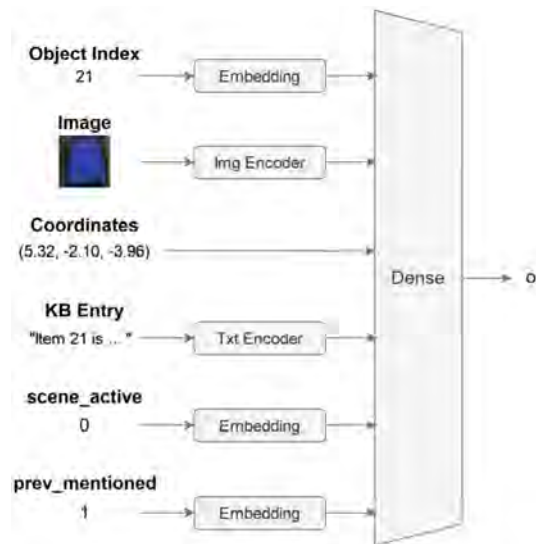 Object Index
21
Embedding
Image
Img Encoder
Coordinates
(5.32, -2.10, -3.96)
Dense
o
KB Entry
"Item 21 is ... "
Txt Encoder
scene_active
0
Embedding
prev_mentioned
1
Embedding